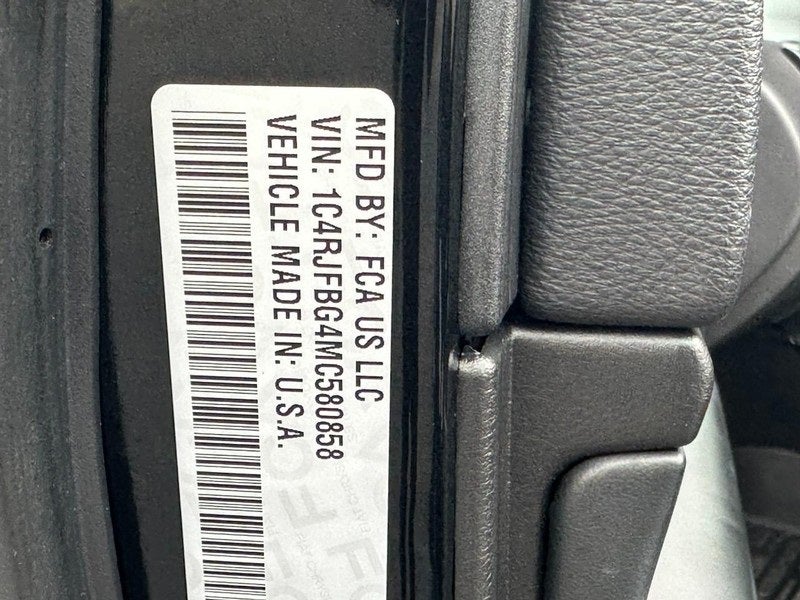 MFD BY: FCA US LLC
VIN: 1C4RJFBG4MC580858
VEHICLE MADE IN: U.S.A.